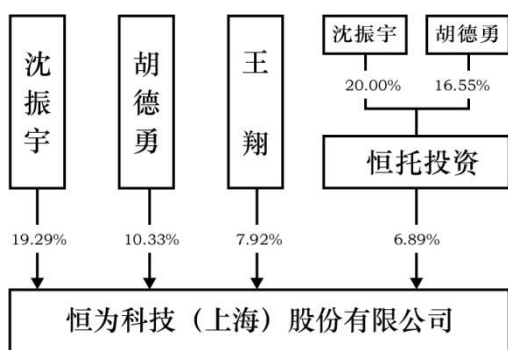 沈振宇
胡德勇
王翔
沈振宇
胡德勇
20.00%
16.55%
恒托投资
19.29%
10.33%
7.92%
6.89%
恒为科技（上海）股份有限公司